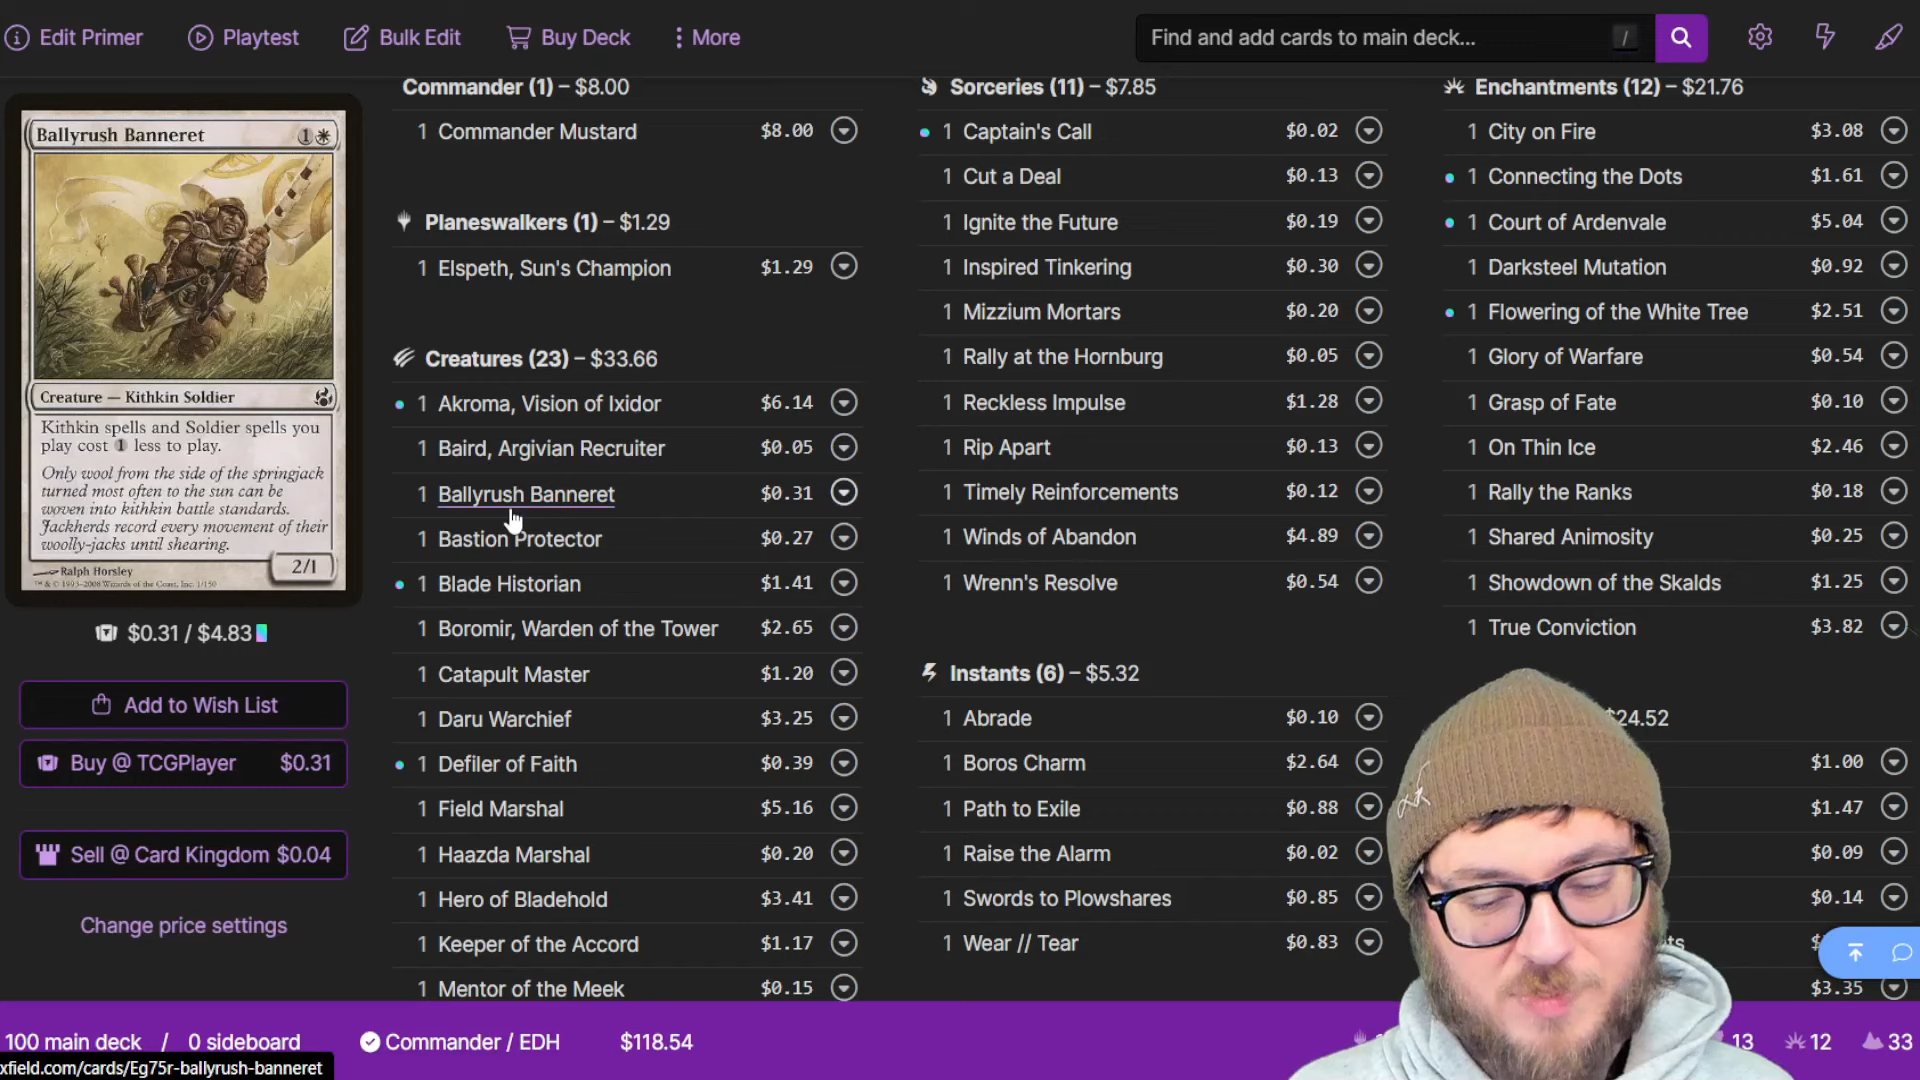 Edit Primer
Playtest
Bulk Edit
Buy Deck
More
Find and add cards to main deck...
/
Ballyrush Banneret 1
Creature — Kithkin Soldier
Kithkin spells and Soldier spells you
play cost 1 less to play.
Only wool from the side of the springjack
turned most often to the sun can be
woven into kithkin battle standards.
Jackherds record every movement of their
woolly-jacks until shearing.
2/1
Ralph Horsley
™ & © 1993–2008 Wizards of the Coast, Inc. 1/150
$0.31 / $4.83
Add to Wish List
Buy @ TCGPlayer $0.31
Sell @ Card Kingdom $0.04
Change price settings
Commander (1) – $8.00
1 Commander Mustard $8.00
Planeswalkers (1) – $1.29
1 Elspeth, Sun's Champion $1.29
Creatures (23) – $33.66
1 Akroma, Vision of Ixidor $6.14
1 Baird, Argivian Recruiter $0.05
1 Ballyrush Banneret $0.31
1 Bastion Protector $0.27
1 Blade Historian $1.41
1 Boromir, Warden of the Tower $2.65
1 Catapult Master $1.20
1 Daru Warchief $3.25
1 Defiler of Faith $0.39
1 Field Marshal $5.16
1 Haazda Marshal $0.20
1 Hero of Bladehold $3.41
1 Keeper of the Accord $1.17
1 Mentor of the Meek $0.15
Sorceries (11) – $7.85
1 Captain's Call $0.02
1 Cut a Deal $0.13
1 Ignite the Future $0.19
1 Inspired Tinkering $0.30
1 Mizzium Mortars $0.20
1 Rally at the Hornburg $0.05
1 Reckless Impulse $1.28
1 Rip Apart $0.13
1 Timely Reinforcements $0.12
1 Winds of Abandon $4.89
1 Wrenn's Resolve $0.54
Instants (6) – $5.32
1 Abrade $0.10
1 Boros Charm $2.64
1 Path to Exile $0.88
1 Raise the Alarm $0.02
1 Swords to Plowshares $0.85
1 Wear // Tear $0.83
Enchantments (12) – $21.76
1 City on Fire $3.08
1 Connecting the Dots $1.61
1 Court of Ardenvale $5.04
1 Darksteel Mutation $0.92
1 Flowering of the White Tree $2.51
1 Glory of Warfare $0.54
1 Grasp of Fate $0.10
1 On Thin Ice $2.46
1 Rally the Ranks $0.18
1 Shared Animosity $0.25
1 Showdown of the Skalds $1.25
1 True Conviction $3.82
$24.52
$1.00
$1.47
$0.09
$0.14
ts $
$3.35
100 main deck / 0 sideboard
Commander / EDH
$118.54
13
12
33
xfield.com/cards/Eg75r-ballyrush-banneret